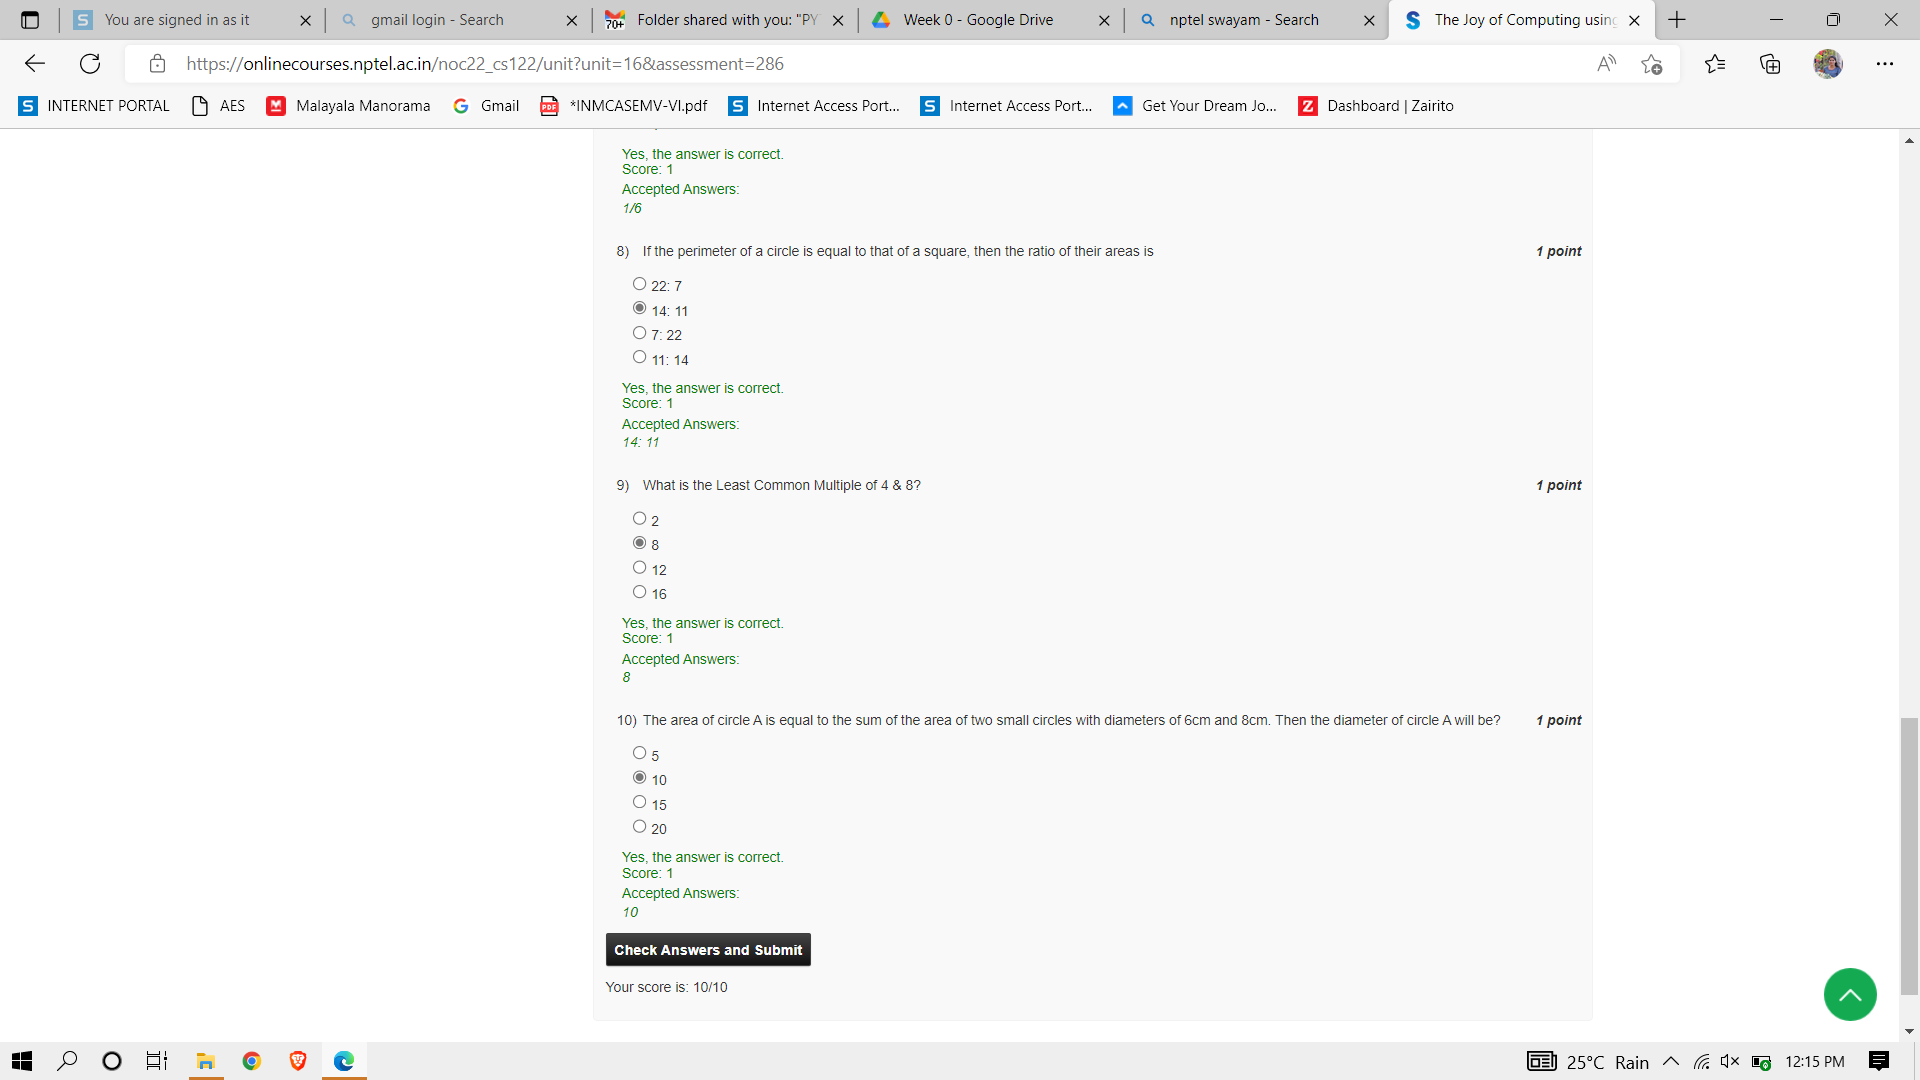 You are signed in as it
gmail login - Search
Folder shared with you: "PY
Week 0 - Google Drive
nptel swayam - Search
The Joy of Computing using
https://onlinecourses.nptel.ac.in/noc22_cs122/unit?unit=16&assessment=286
INTERNET PORTAL
AES
Malayala Manorama
Gmail
*INMCASEMV-VI.pdf
Internet Access Port...
Internet Access Port...
Get Your Dream Jo...
Dashboard | Zairito
Yes, the answer is correct.
Score: 1
Accepted Answers:
1/6
8) If the perimeter of a circle is equal to that of a square, then the ratio of their areas is 1 point
22: 7
14: 11
7: 22
11: 14
Yes, the answer is correct.
Score: 1
Accepted Answers:
14: 11
9) What is the Least Common Multiple of 4 & 8? 1 point
2
8
12
16
Yes, the answer is correct.
Score: 1
Accepted Answers:
8
10) The area of circle A is equal to the sum of the area of two small circles with diameters of 6cm and 8cm. Then the diameter of circle A will be? 1 point
5
10
15
20
Yes, the answer is correct.
Score: 1
Accepted Answers:
10
Check Answers and Submit
Your score is: 10/10
25°C Rain
12:15 PM